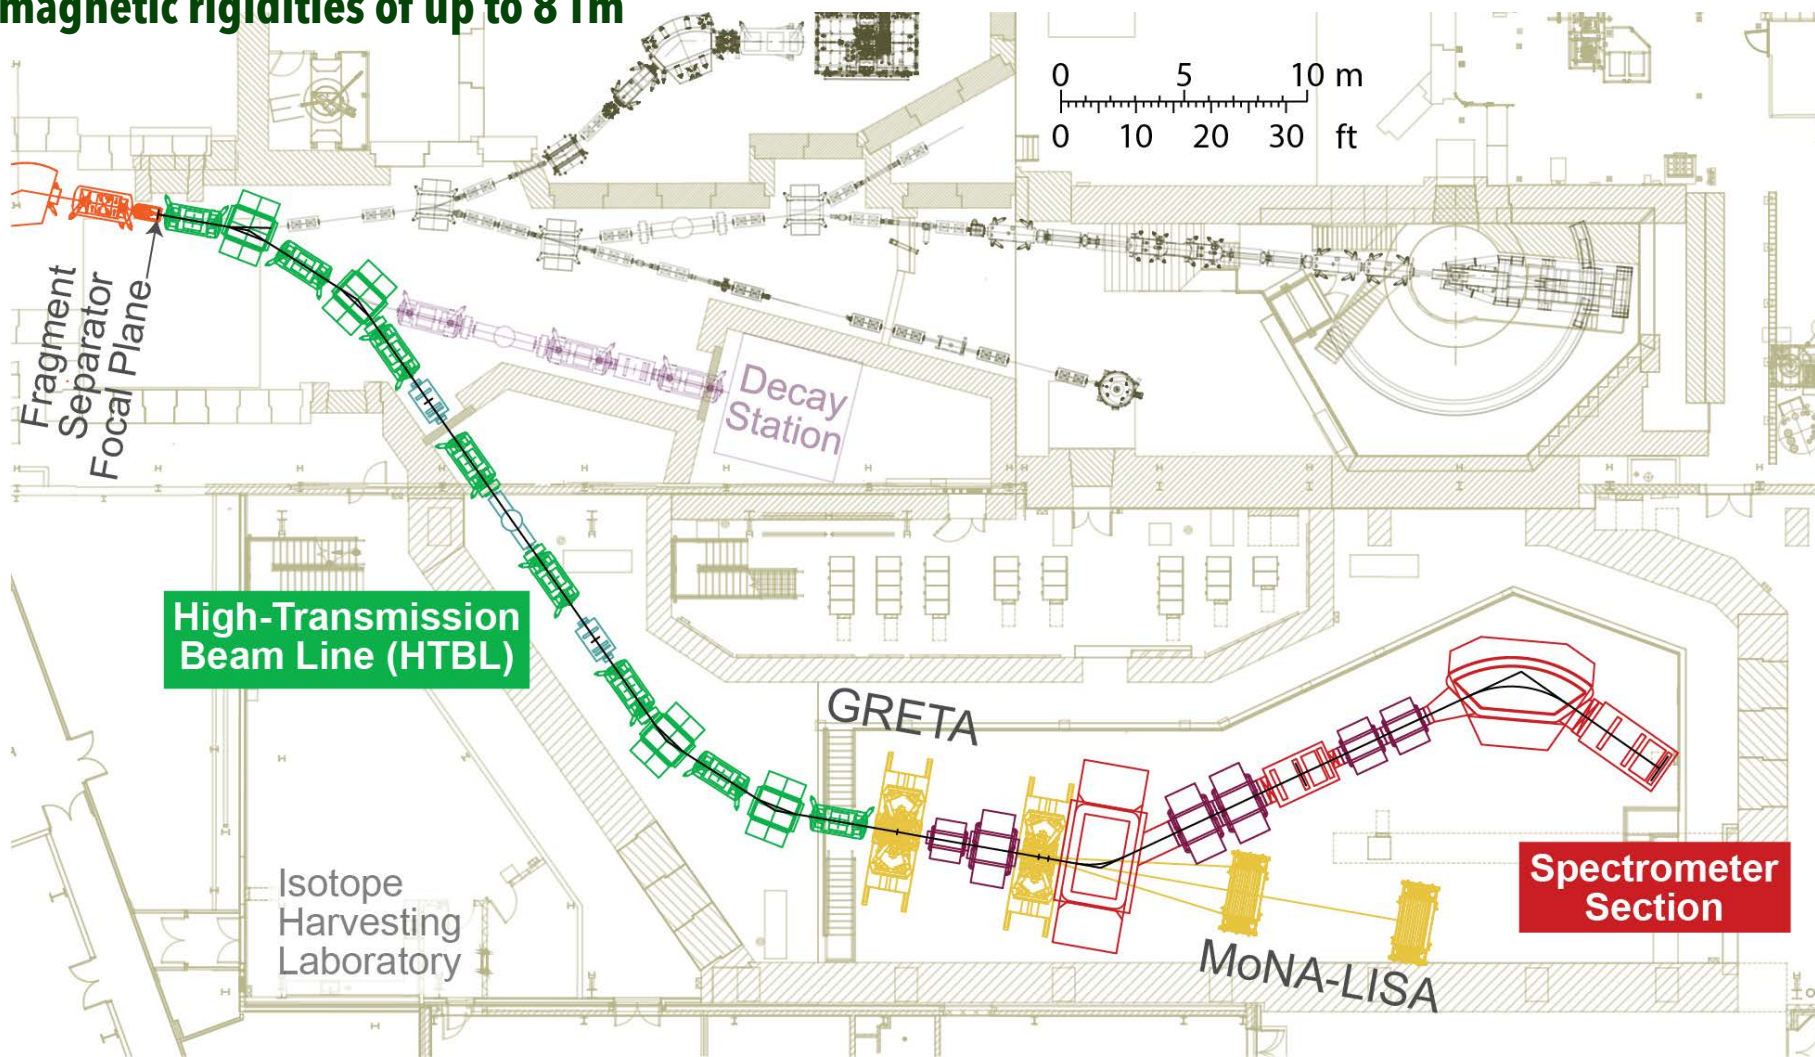 magnetic rigidities of up to 8 Tm
0 5 10 m
0 10 20 30 ft
Fragment
Separator
Focal Plane
Decay
Station
High-Transmission
Beam Line (HTBL)
GRETA
Isotope
Harvesting
Laboratory
MoNA-LISA
Spectrometer
Section